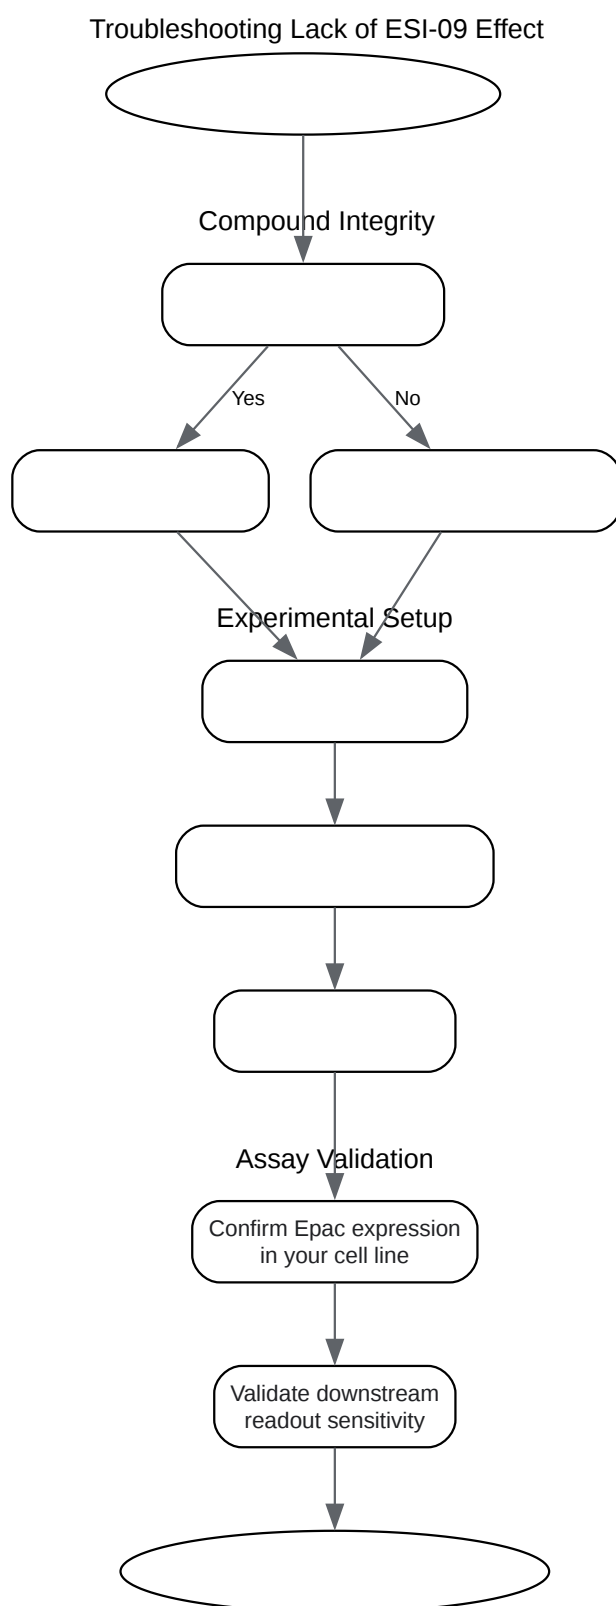 Troubleshooting Lack of ESI-09 Effect
Compound Integrity
Yes
No
Experimental Setup
Assay Validation
Confirm Epac expression
in your cell line
Validate downstream
readout sensitivity